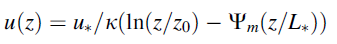 u(z) = u∗/κ(ln(z/z₀) − Ψₘ(z/L∗))